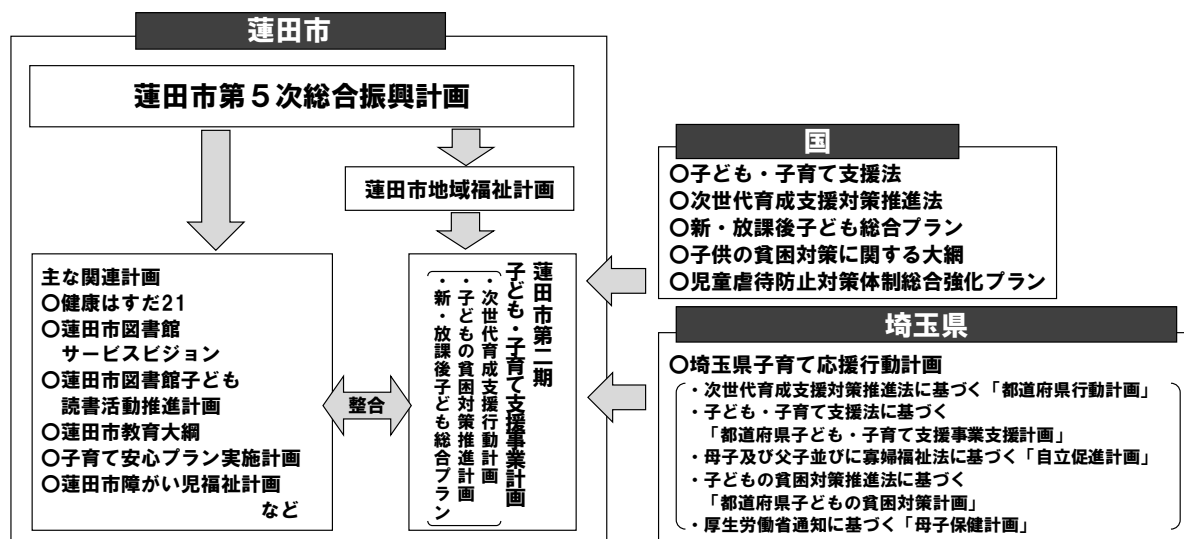 蓮田市
蓮田市第５次総合振興計画
蓮田市地域福祉計画
主な関連計画
○健康はすだ21
○蓮田市図書館
サービスビジョン
○蓮田市図書館子ども
読書活動推進計画
○蓮田市教育大綱
○子育て安心プラン実施計画
○蓮田市障がい児福祉計画
など
整合
蓮田市第二期
子ども・子育て支援事業計画
・次世代育成支援行動計画
・子どもの貧困対策推進計画
・新・放課後子ども総合プラン
国
○子ども・子育て支援法
○次世代育成支援対策推進法
○新・放課後子ども総合プラン
○子供の貧困対策に関する大綱
○児童虐待防止対策体制総合強化プラン
埼玉県
○埼玉県子育て応援行動計画
・次世代育成支援対策推進法に基づく「都道府県行動計画」
・子ども・子育て支援法に基づく
「都道府県子ども・子育て支援事業支援計画」
・母子及び父子並びに寡婦福祉法に基づく「自立促進計画」
・子どもの貧困対策推進法に基づく
「都道府県子どもの貧困対策計画」
・厚生労働省通知に基づく「母子保健計画」